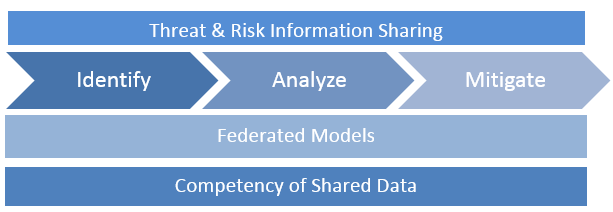 Threat & Risk Information Sharing
Identify
Analyze
Mitigate
Federated Models
Competency of Shared Data